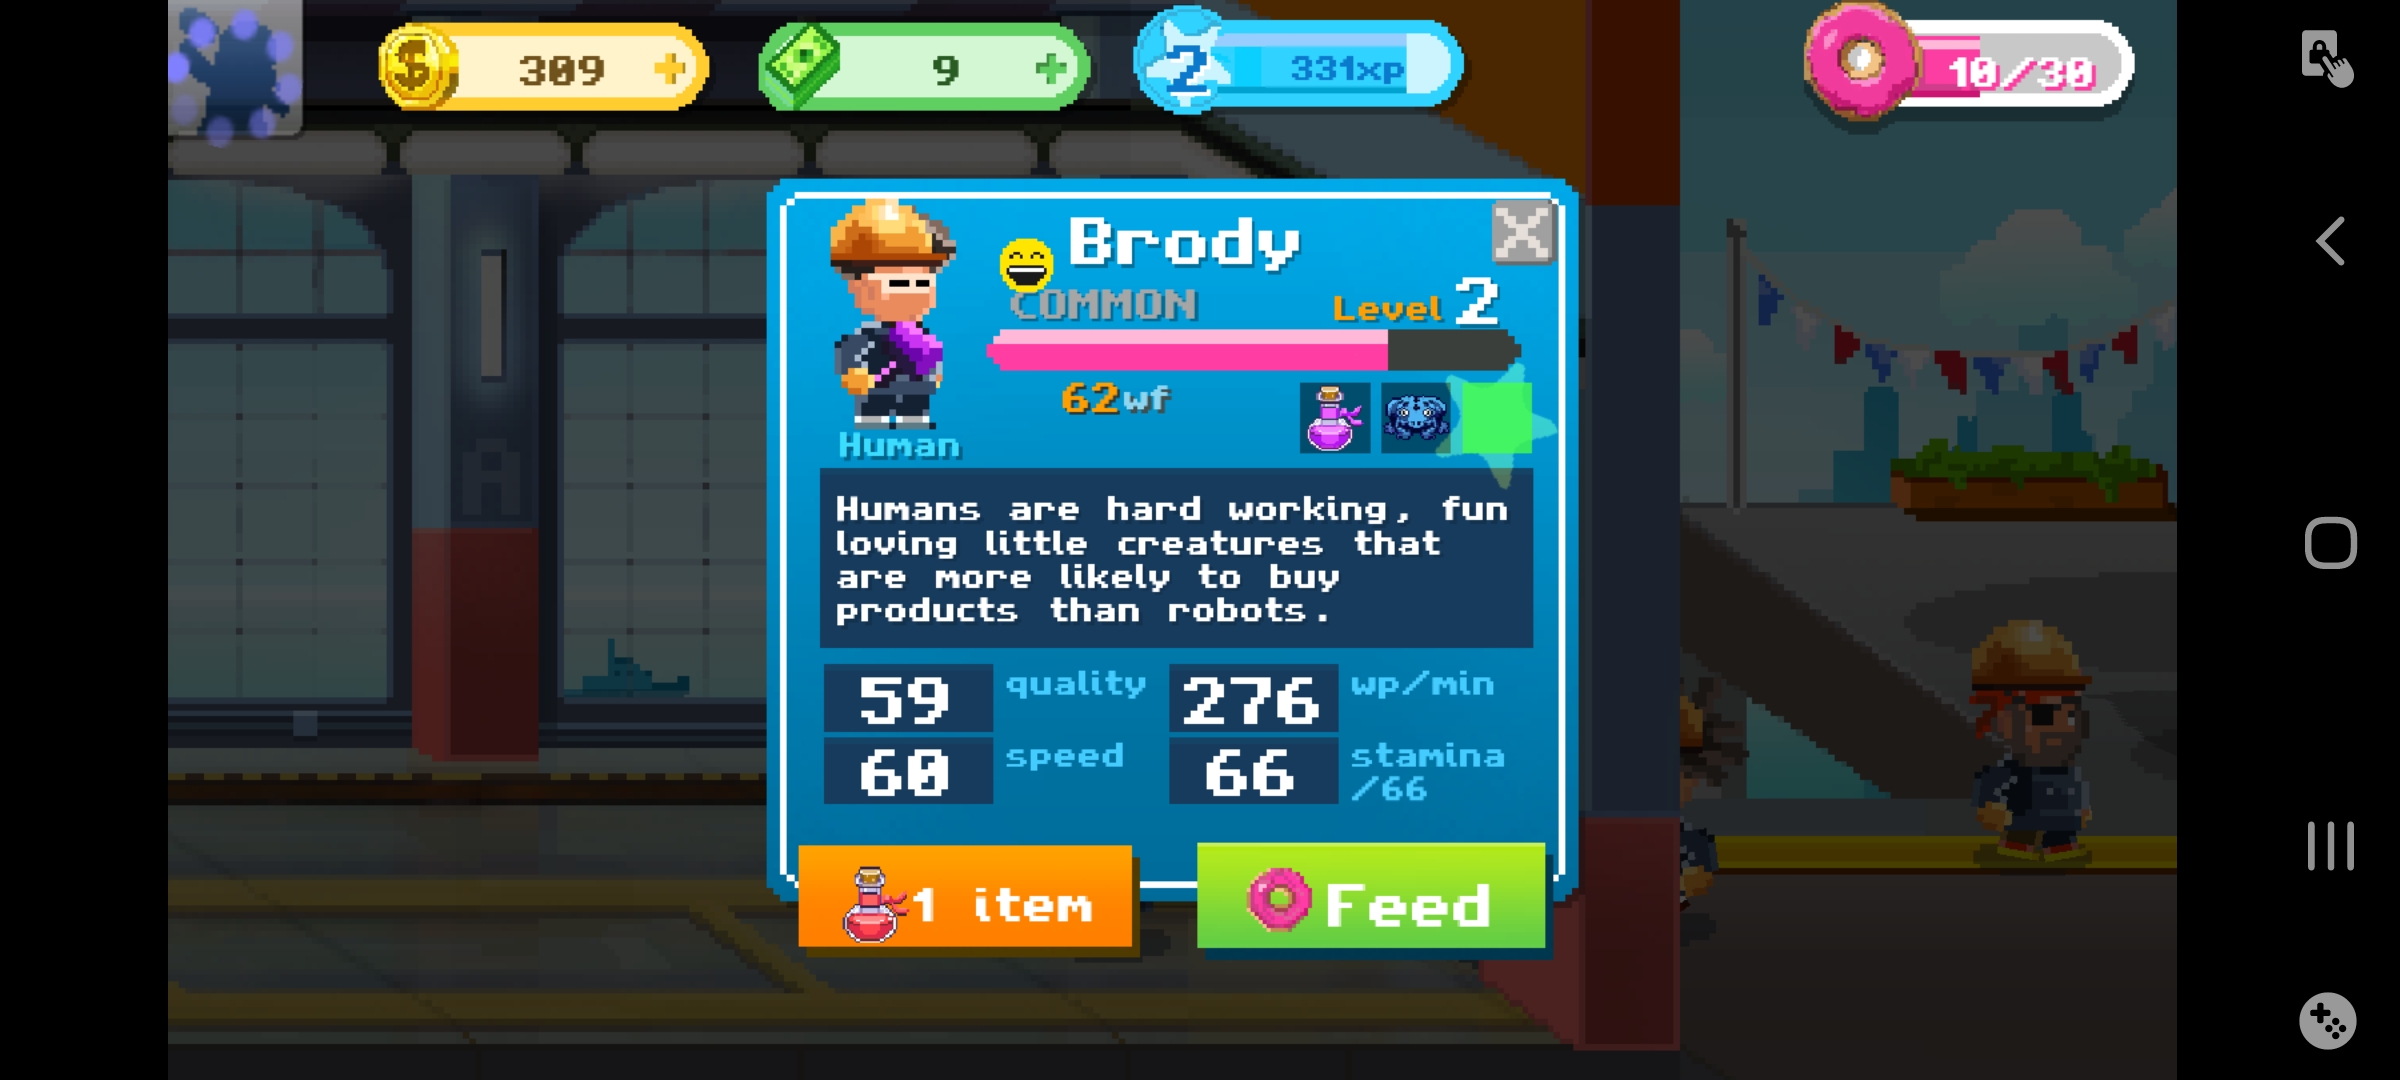 309
9
2
331xp
10/30
Brody
COMMON
Level 2
62wf
Human
Humans are hard working, fun
loving little creatures that
are more likely to buy
products than robots.
59 quality
276 wp/min
60 speed
66 stamina
/66
1 item
Feed
A